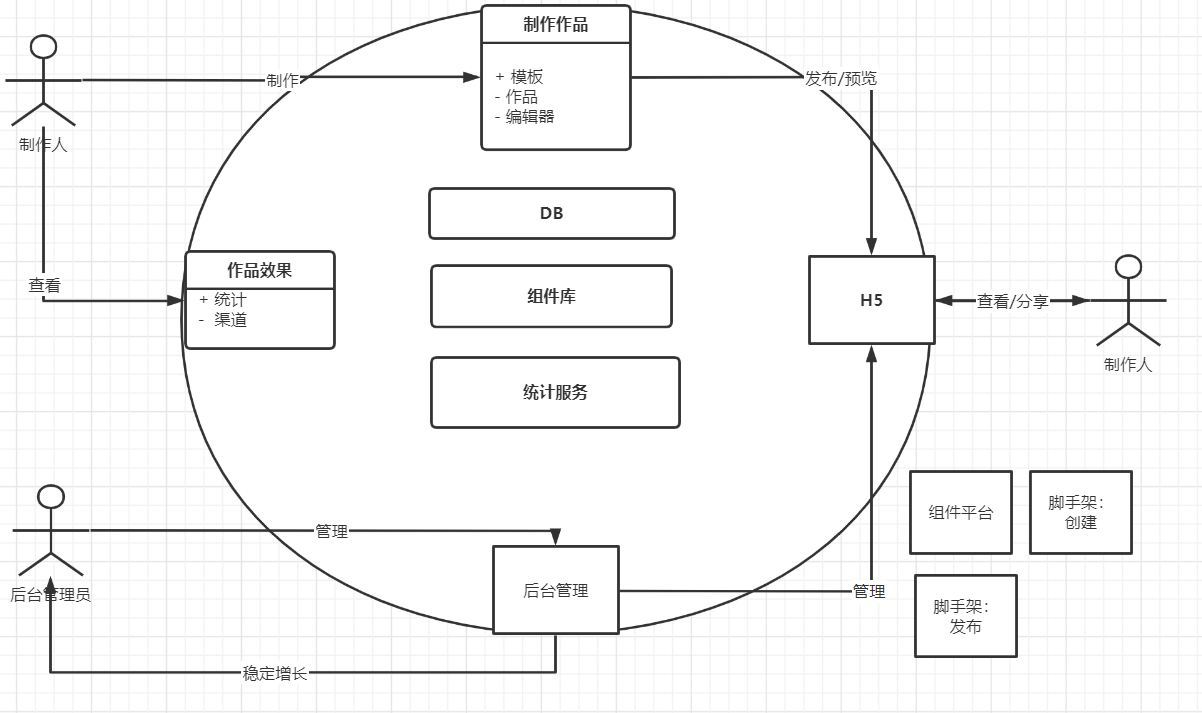 制作作品
+ 模板
- 作品
- 编辑器
制作
发布/预览
制作人
DB
查看
作品效果
+ 统计
- 渠道
组件库
H5
查看/分享
制作人
统计服务
组件平台
脚手架：
创建
管理
后台管理员
后台管理
管理
脚手架：
发布
稳定增长